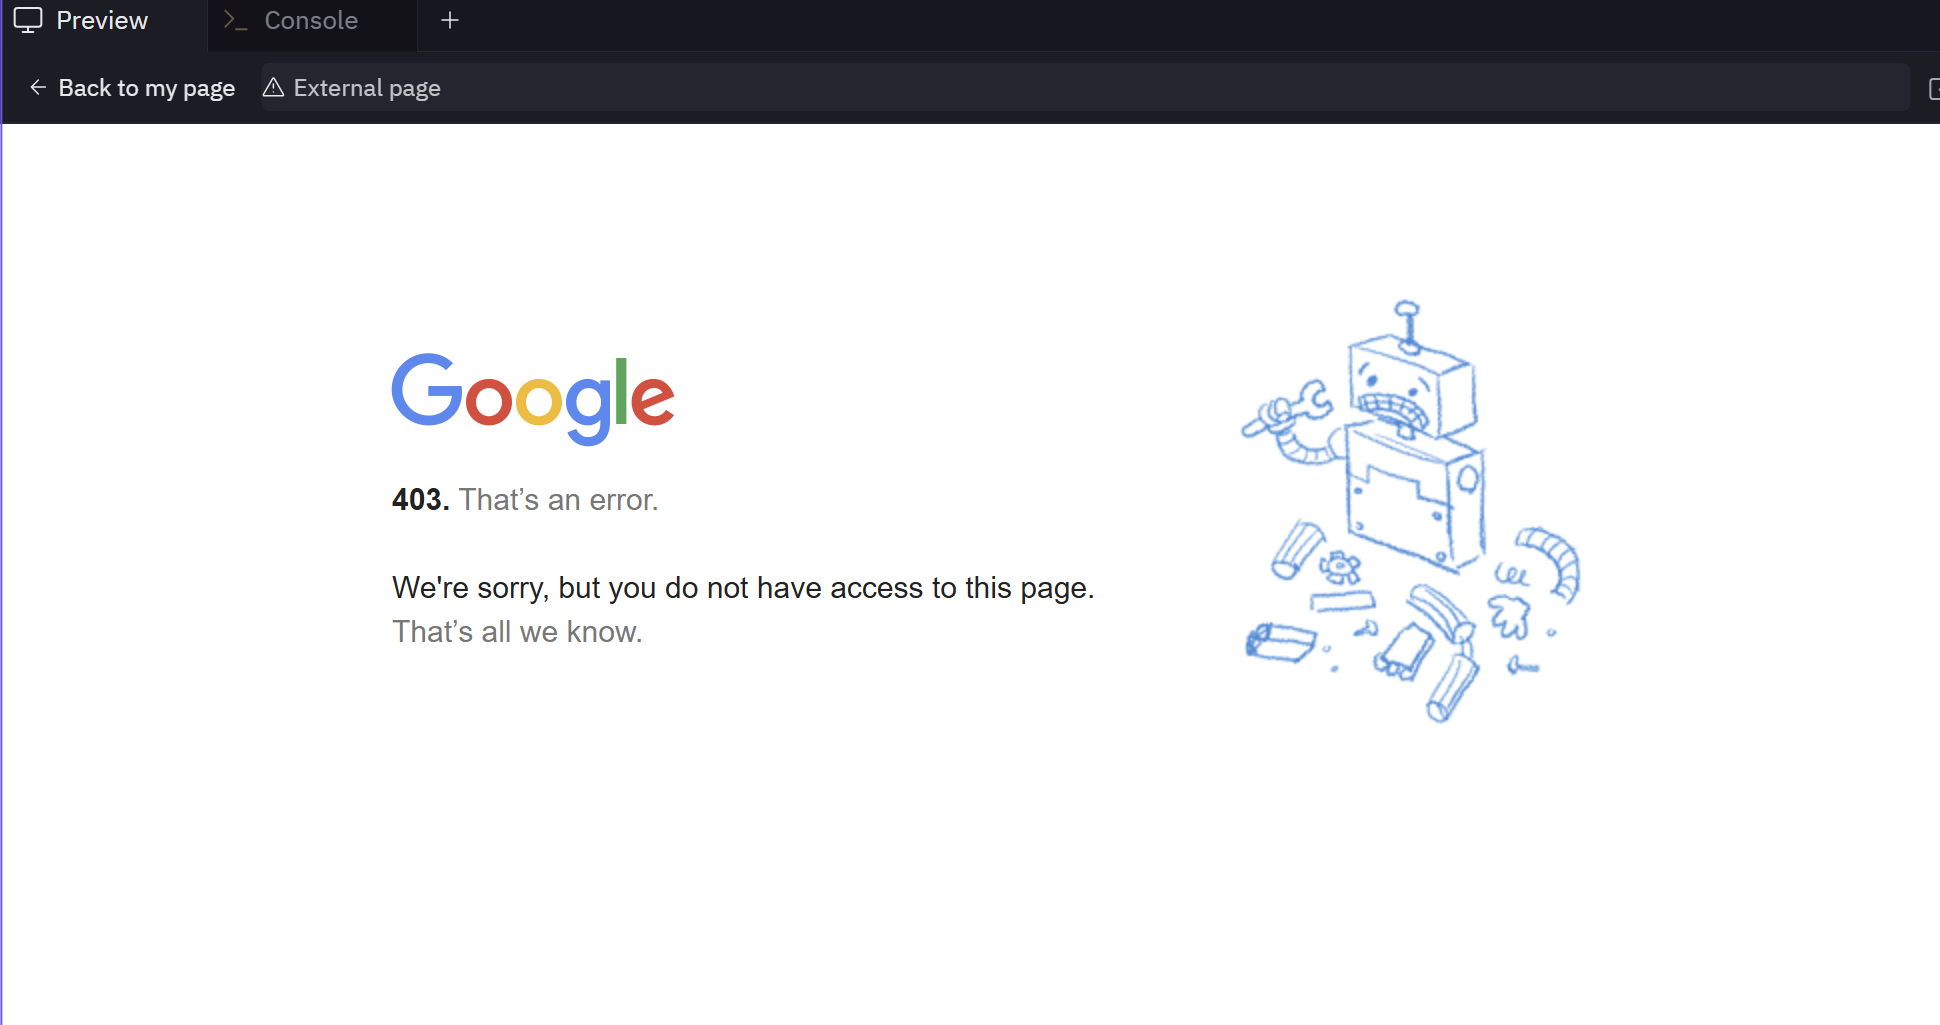 Preview
Console
Back to my page
External page
Google
403. That’s an error.
We're sorry, but you do not have access to this page.
That’s all we know.